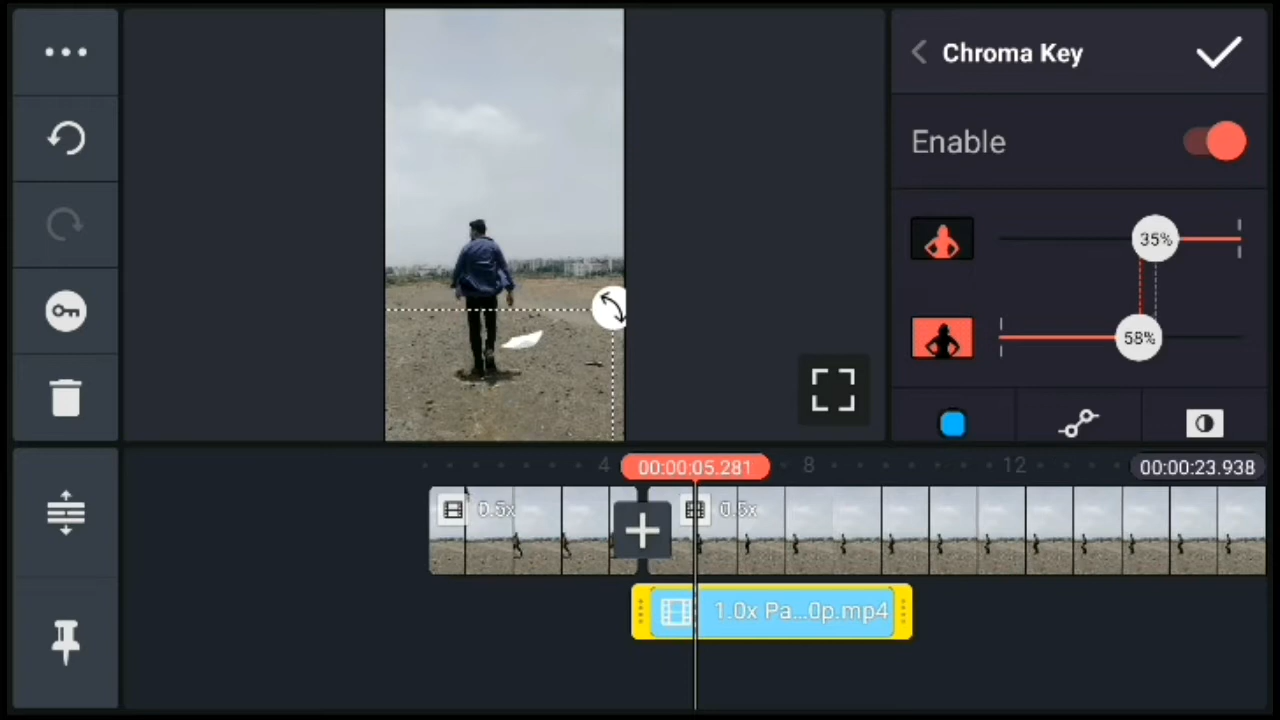 Chroma Key
Enable
35%
58%
4
00:00:05.281
8
12
00:00:23.938
0.5x
0.5x
1.0x Pa...0p.mp4